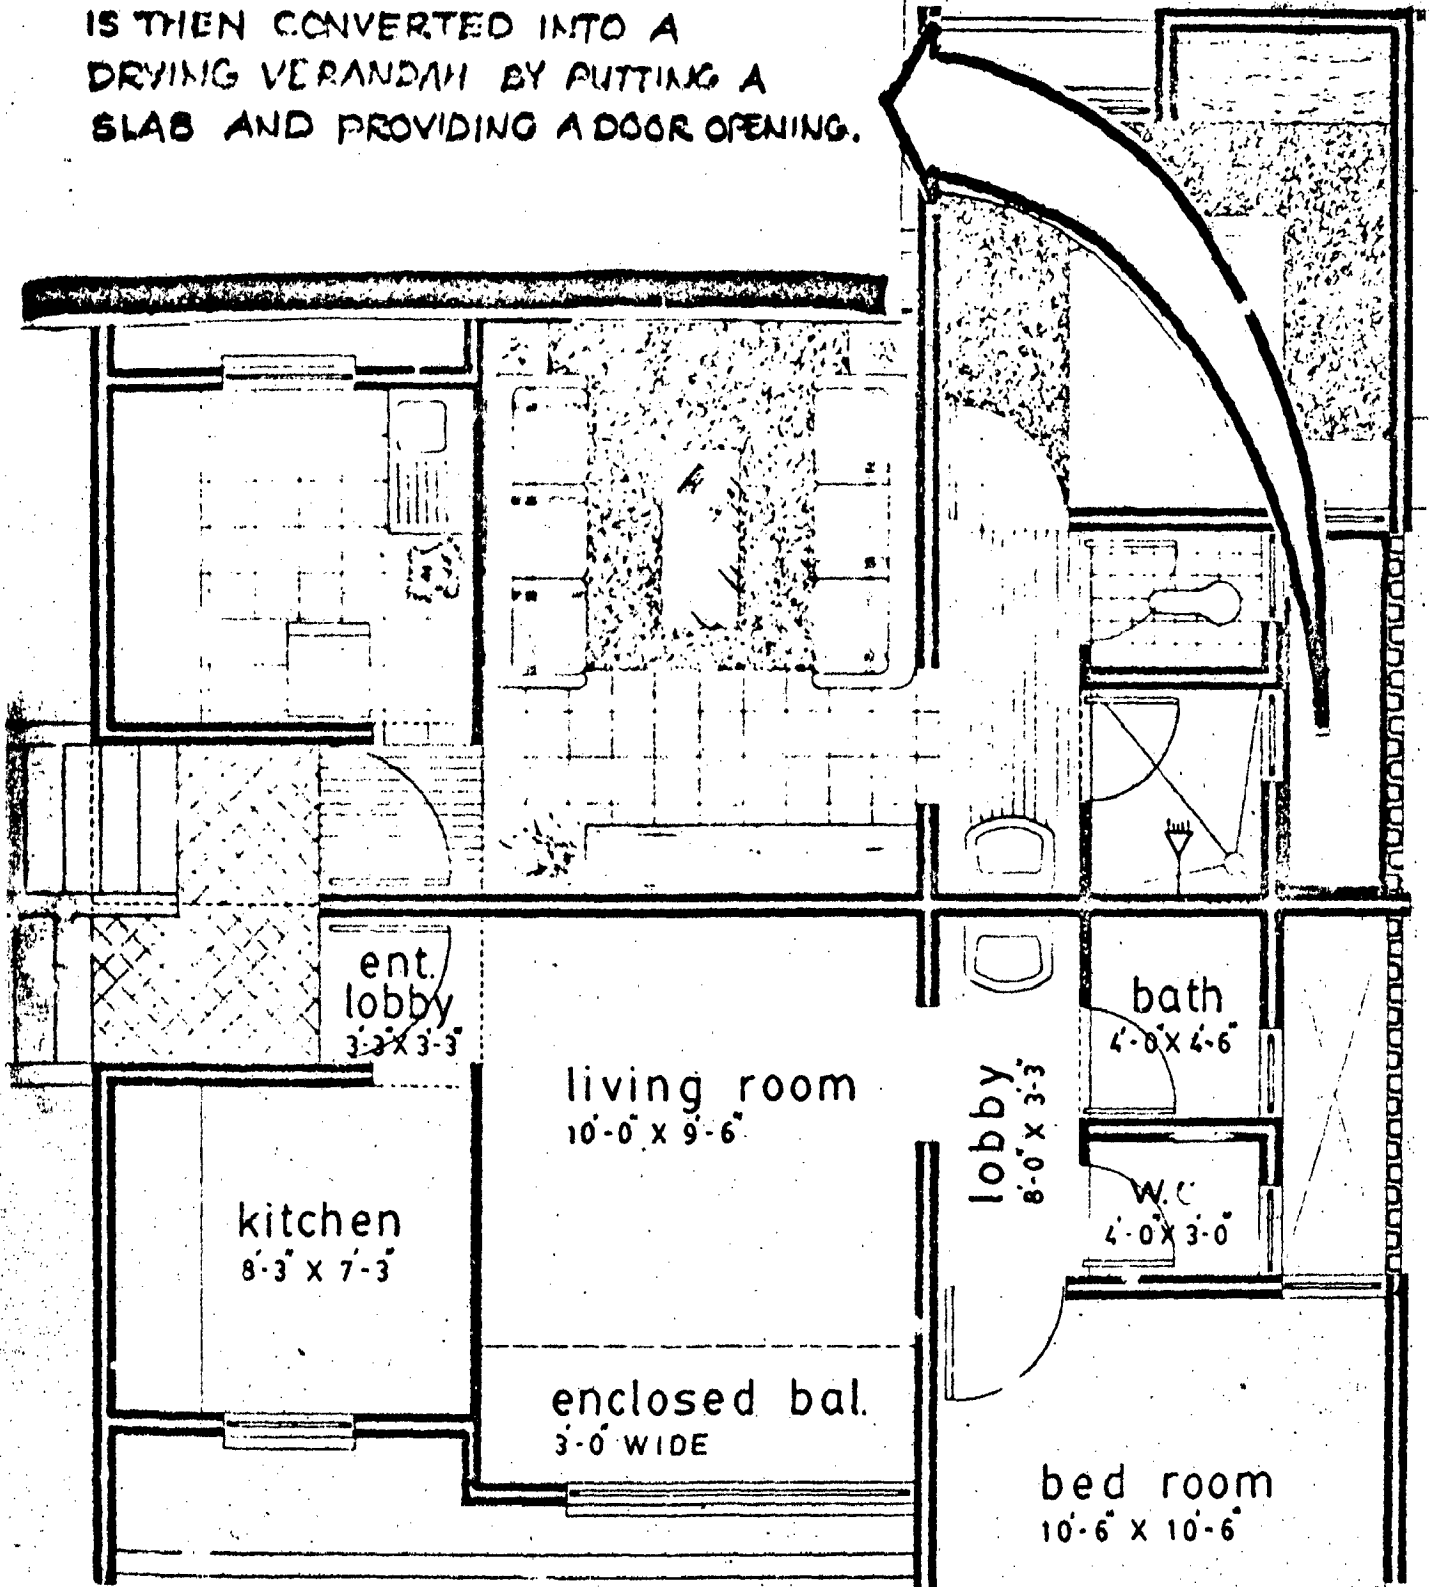 IS THEN CONVERTED INTO A
DRYING VERANDAH BY PUTTING A
SLAB AND PROVIDING A DOOR OPENING.
ent.
lobby
3'-3" X 3'-3"
living room
10'-0" X 9'-6"
lobby
8'-0" X 3'-3"
bath
4'-0" X 4'-6"
W.C
4'-0" X 3'-0"
kitchen
8'-3" X 7'-3"
enclosed bal.
3'-0" WIDE
bed room
10'-6" X 10'-6"